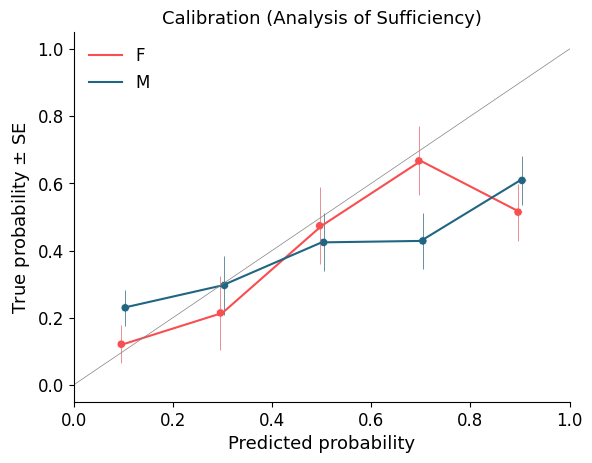 Calibration (Analysis of Sufficiency)
F
M
True probability ± SE
1.0
0.8
0.6
0.4
0.2
0.0
0.0 0.2 0.4 0.6 0.8 1.0
Predicted probability